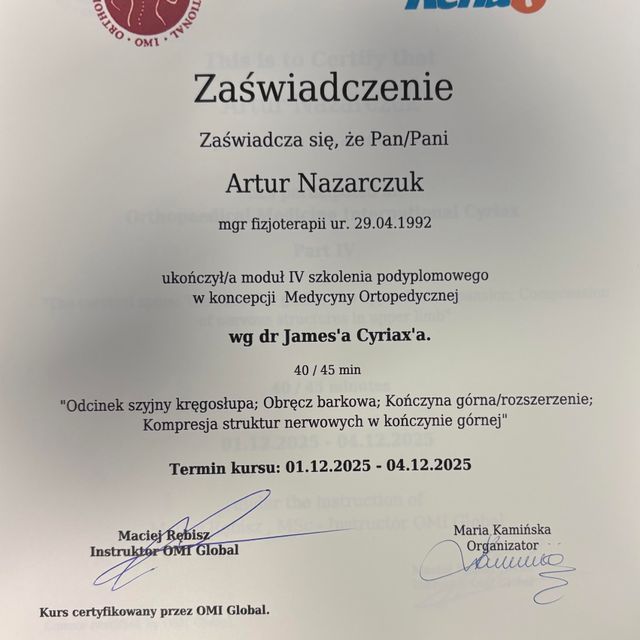 OMI
Zaświadczenie
Zaświadcza się, że Pan/Pani
Artur Nazarczuk
mgr fizjoterapii ur. 29.04.1992
ukończył/a moduł IV szkolenia podyplomowego
w koncepcji Medycyny Ortopedycznej
wg dr James'a Cyriax'a.
40 / 45 min
"Odcinek szyjny kręgosłupa; Obręcz barkowa; Kończyna górna/rozszerzenie;
Kompresja struktur nerwowych w kończynie górnej"
Termin kursu: 01.12.2025 - 04.12.2025
Maciej Rębisz
Instruktor OMI Global
Maria Kamińska
Organizator
Kurs certyfikowany przez OMI Global.